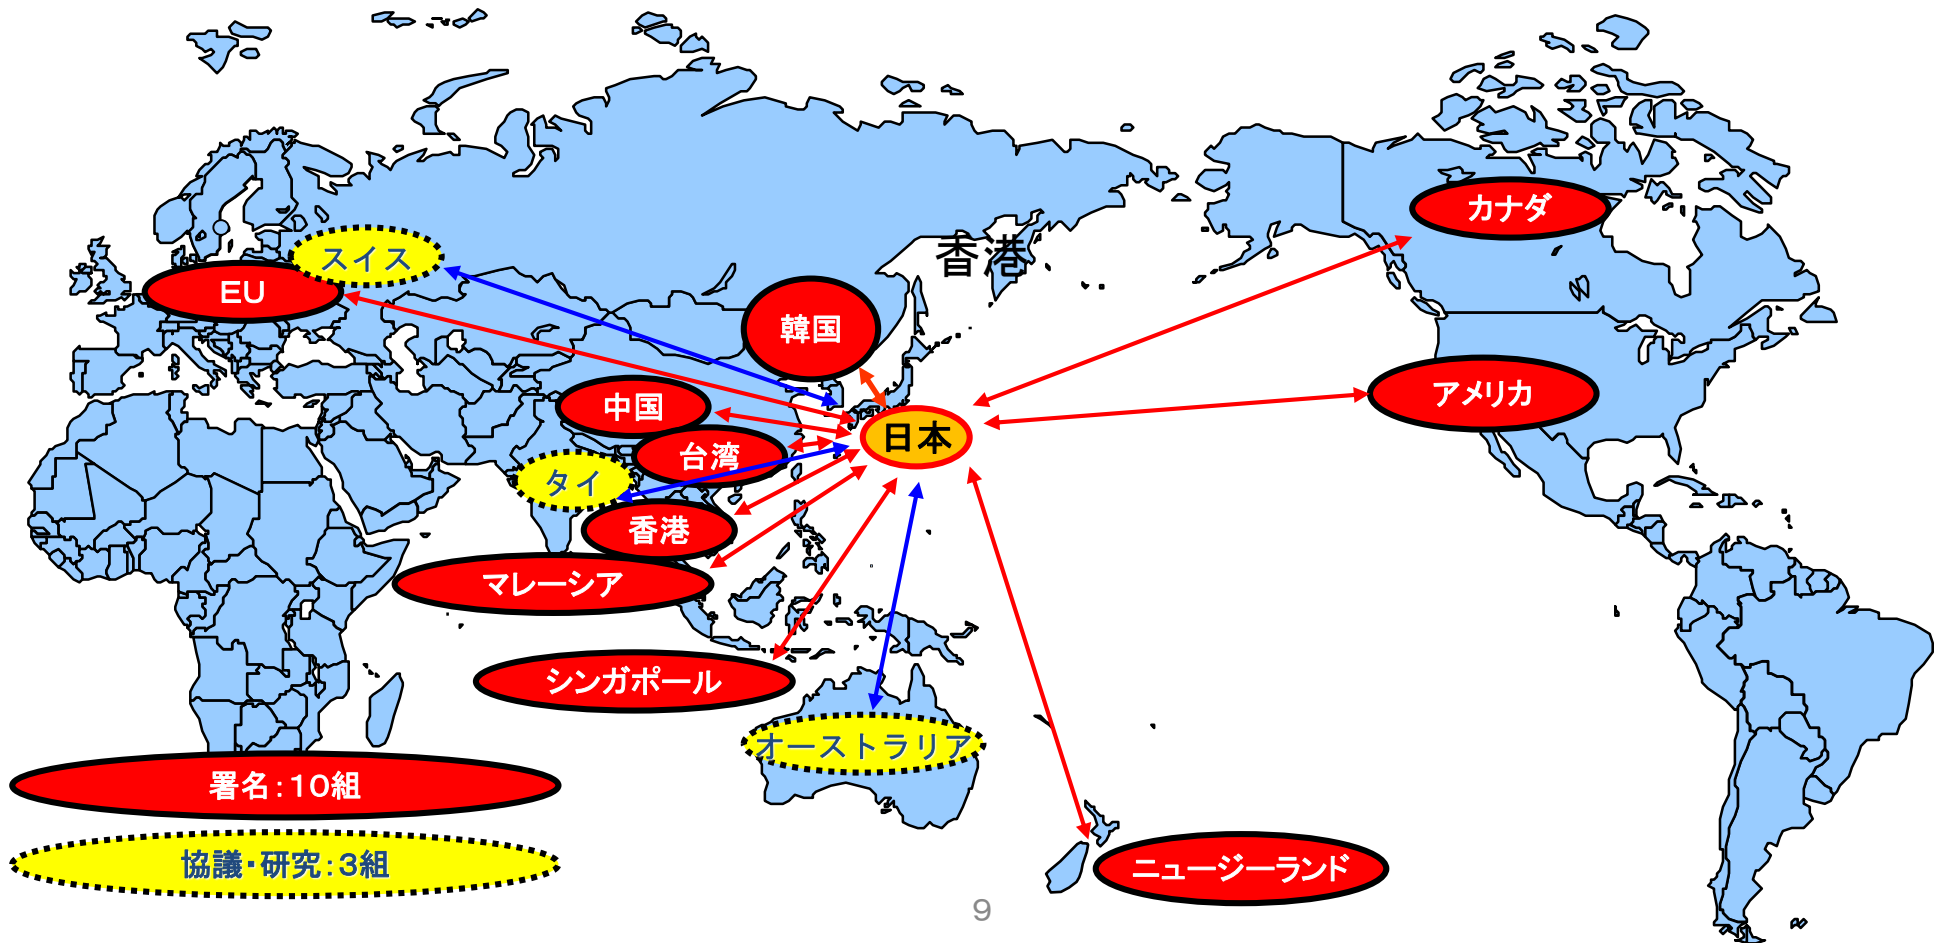 カナダ
スイス
香港
EU
韓国
アメリカ
中国
日本
台湾
タイ
香港
マレーシア
シンガポール
オーストラリア
署名:10組
協議・研究:3組
ニュージーランド
9